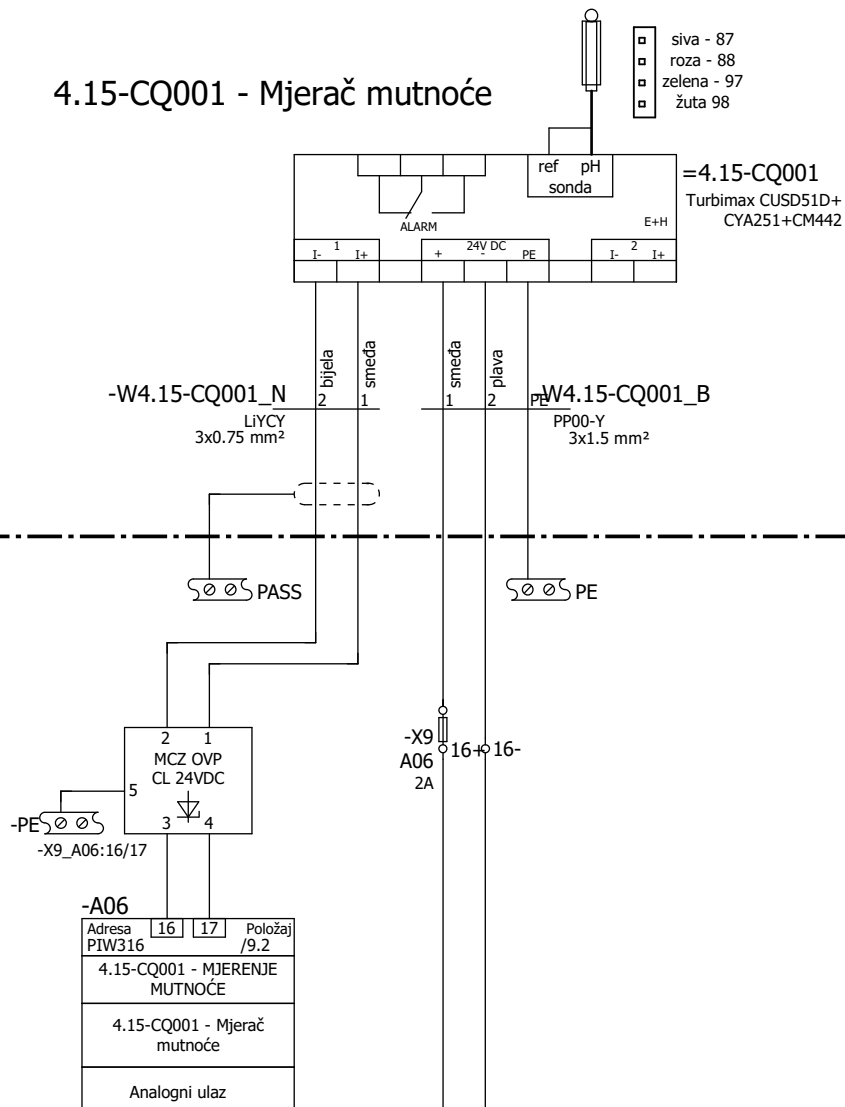 siva - 87
roza - 88
zelena - 97
žuta 98
4.15-CQ001 - Mjerač mutnoće
ref pH
sonda
=4.15-CQ001
Turbimax CUSD51D+
CYA251+CM442
ALARM
E+H
1
I- I+
24V DC
+ - PE
2
I- I+
bijela
smeđa
smeđa
plava
-W4.15-CQ001_N
2 1
LiYCY
3x0.75 mm²
1 2 PE
-W4.15-CQ001_B
PP00-Y
3x1.5 mm²
PASS
PE
2 1
MCZ OVP
CL 24VDC
5
3 4
-PE
-X9_A06:16/17
-X9
A06
2A
16+ 16-
-A06
Adresa 16 17 Položaj
PIW316 /9.2
4.15-CQ001 - MJERENJE
MUTNOĆE
4.15-CQ001 - Mjerač
mutnoće
Analogni ulaz